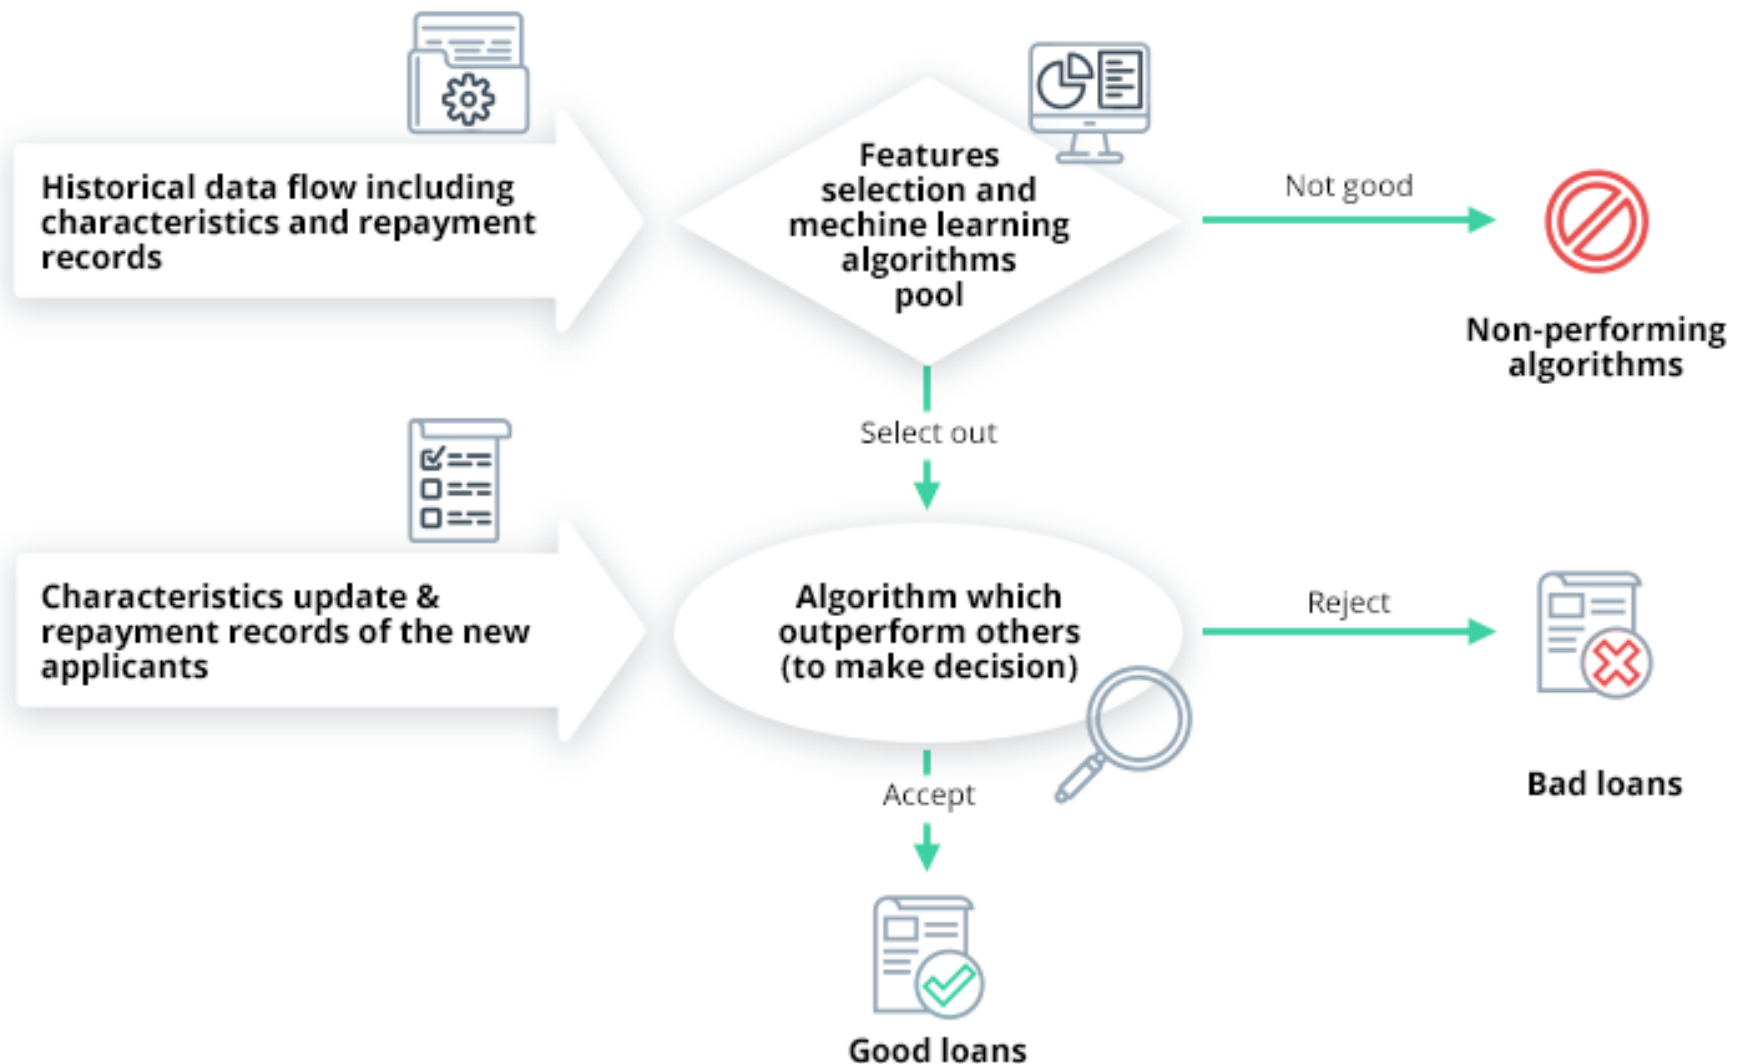 Historical data flow including
characteristics and repayment
records
Features
selection and
mechine learning
algorithms
pool
Not good
Non-performing
algorithms
Select out
Characteristics update &
repayment records of the new
applicants
Algorithm which
outperform others
(to make decision)
Reject
Bad loans
Accept
Good loans